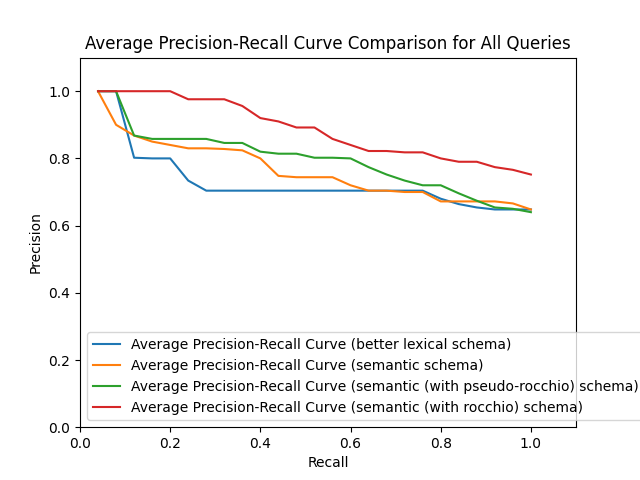 Average Precision-Recall Curve Comparison for All Queries
1.0
0.8
0.6
0.4
0.2
0.0
Precision
Average Precision-Recall Curve (better lexical schema)
Average Precision-Recall Curve (semantic schema)
Average Precision-Recall Curve (semantic (with pseudo-rocchio) schema)
Average Precision-Recall Curve (semantic (with rocchio) schema)
0.0 0.2 0.4 0.6 0.8 1.0
Recall